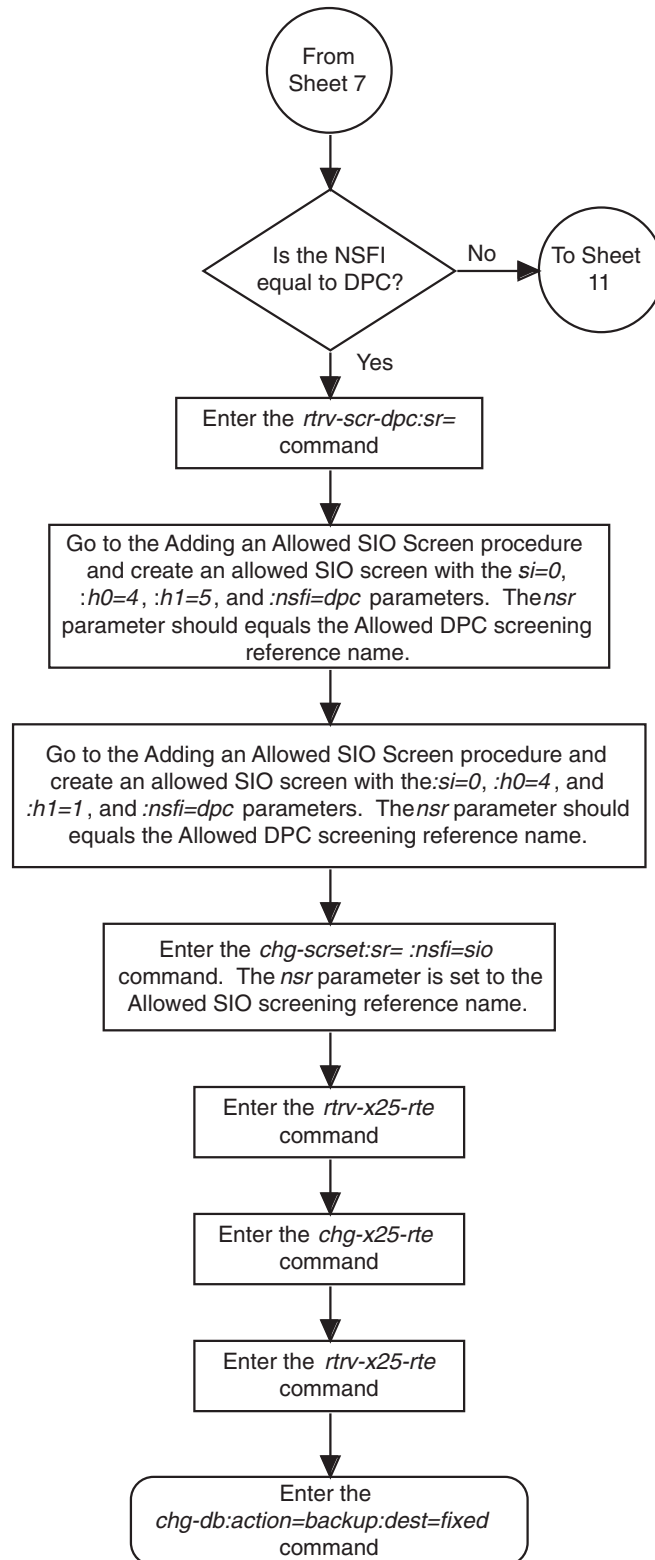 From
Sheet 7
Is the NSFI
equal to DPC?
No
To Sheet
11
Yes
Enter the rtrv-scr-dpc:sr=
command
Go to the Adding an Allowed SIO Screen procedure
and create an allowed SIO screen with the si=0,
:h0=4, :h1=5, and :nsfi=dpc parameters. The nsr
parameter should equals the Allowed DPC screening
reference name.
Go to the Adding an Allowed SIO Screen procedure and
create an allowed SIO screen with the:si=0, :h0=4, and
:h1=1, and :nsfi=dpc parameters. The nsr parameter should
equals the Allowed DPC screening reference name.
Enter the chg-scrset:sr= :nsfi=sio
command. The nsr parameter is set to the
Allowed SIO screening reference name.
Enter the rtrv-x25-rte
command
Enter the chg-x25-rte
command
Enter the rtrv-x25-rte
command
Enter the
chg-db:action=backup:dest=fixed
command